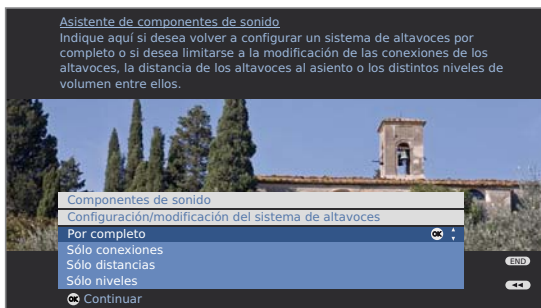 Asistente de componentes de sonido
Indique aquí si desea volver a configurar un sistema de altavoces por
completo o si desea limitarse a la modificación de las conexiones de los
altavoces, la distancia de los altavoces al asiento o los distintos niveles de
volumen entre ellos.
Componentes de sonido
Configuración/modificación del sistema de altavoces
Por completo OK
Sólo conexiones
Sólo distancias
END
Sólo niveles
OK Continuar